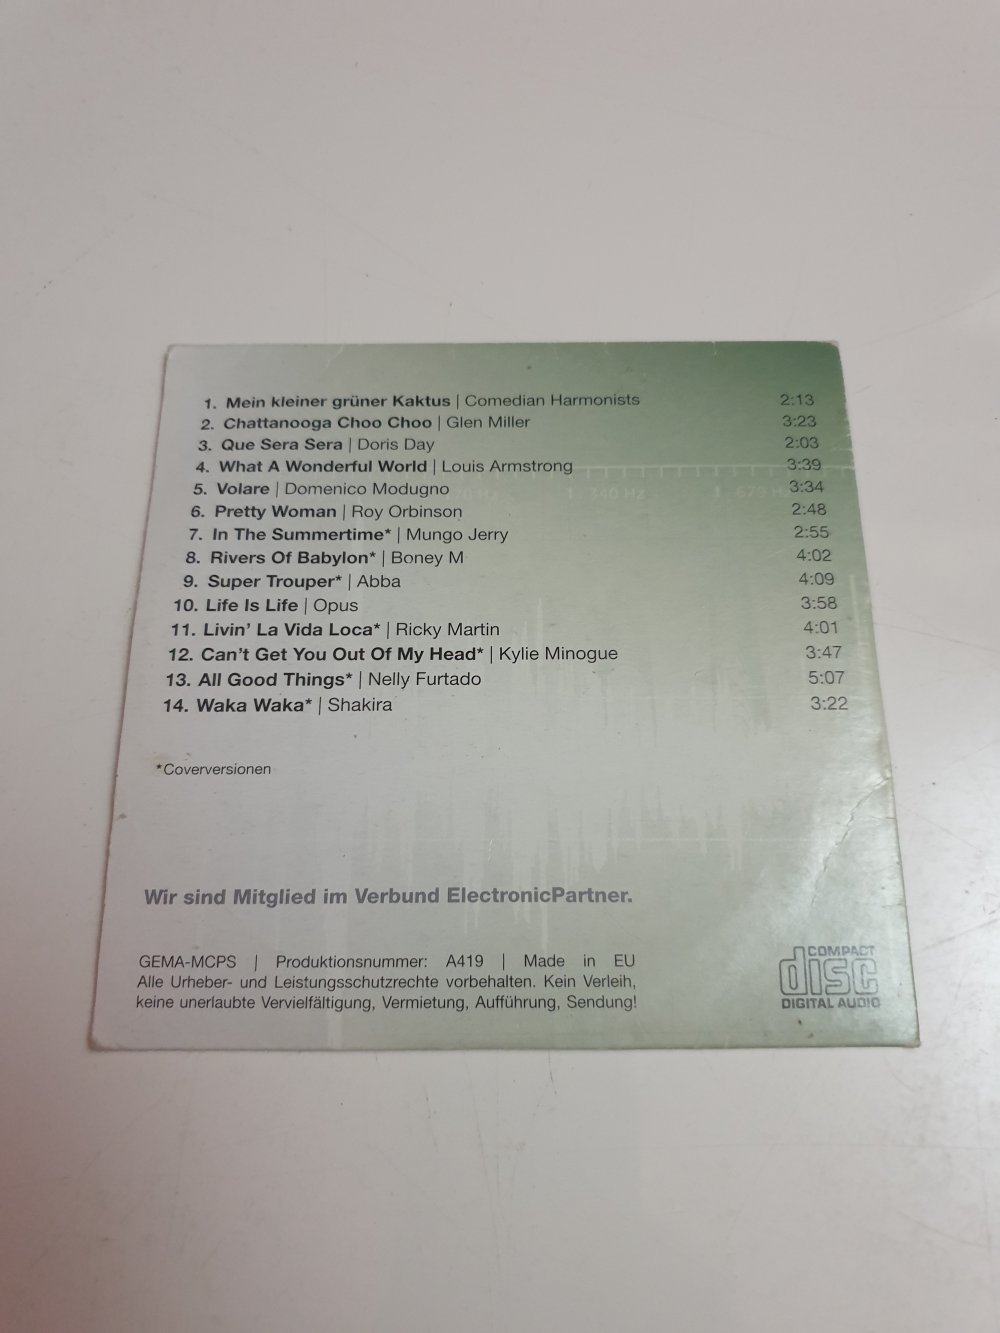 1. Mein kleiner grüner Kaktus | Comedian Harmonists 2:13
2. Chattanooga Choo Choo | Glen Miller 3:23
3. Que Sera Sera | Doris Day 2:03
4. What A Wonderful World | Louis Armstrong 3:39
5. Volare | Domenico Modugno 3:34
6. Pretty Woman | Roy Orbinson 2:48
7. In The Summertime* | Mungo Jerry 2:55
8. Rivers Of Babylon* | Boney M 4:02
9. Super Trouper* | Abba 4:09
10. Life Is Life | Opus 3:58
11. Livin' La Vida Loca* | Ricky Martin 4:01
12. Can't Get You Out Of My Head* | Kylie Minogue 3:47
13. All Good Things* | Nelly Furtado 5:07
14. Waka Waka* | Shakira 3:22
340 Hz
*Coverversionen
Wir sind Mitglied im Verbund ElectronicPartner.
GEMA-MCPS | Produktionsnummer: A419 | Made in EU
Alle Urheber- und Leistungsschutzrechte vorbehalten. Kein Verleih,
keine unerlaubte Vervielfältigung, Vermietung, Aufführung, Sendung!
COMPACT
disc
DIGITAL AUDIO